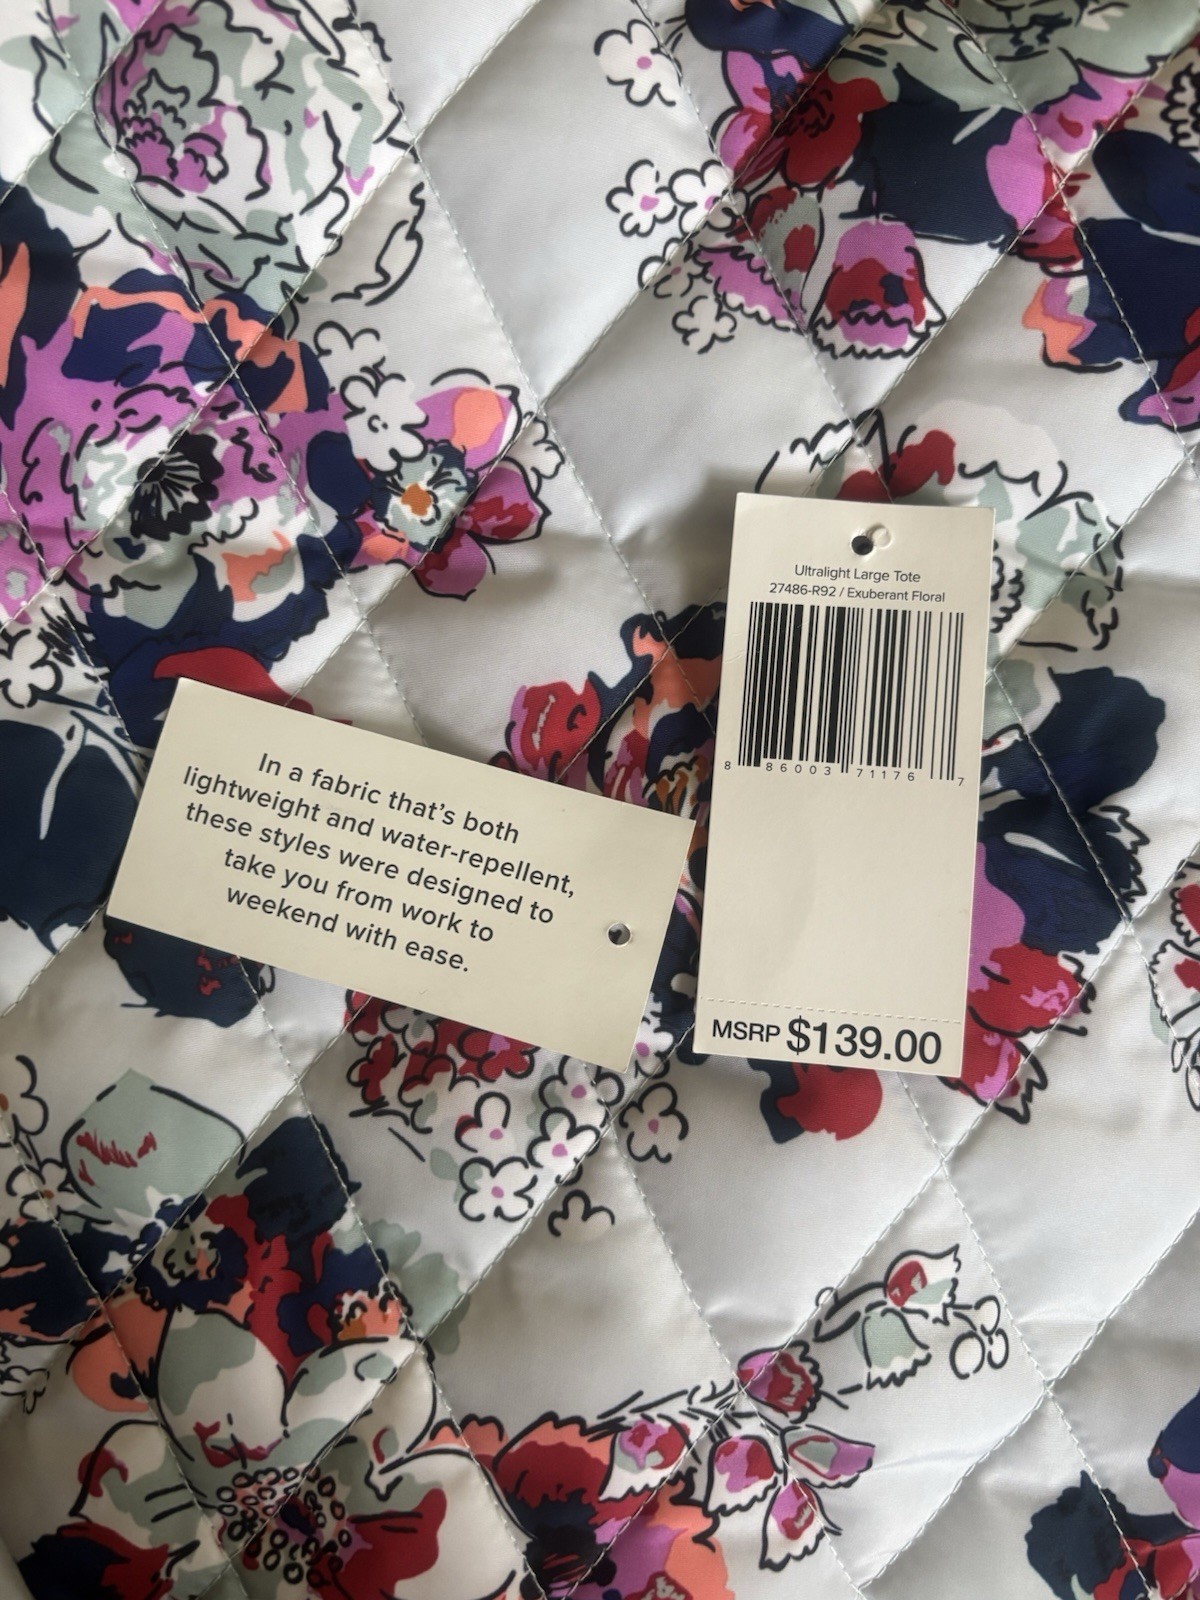 Ultralight Large Tote
27486-R92 / Exuberant Floral
8 86003 71176 7
In a fabric that's both
lightweight and water-repellent,
these styles were designed to
take you from work to
weekend with ease.
MSRP $139.00